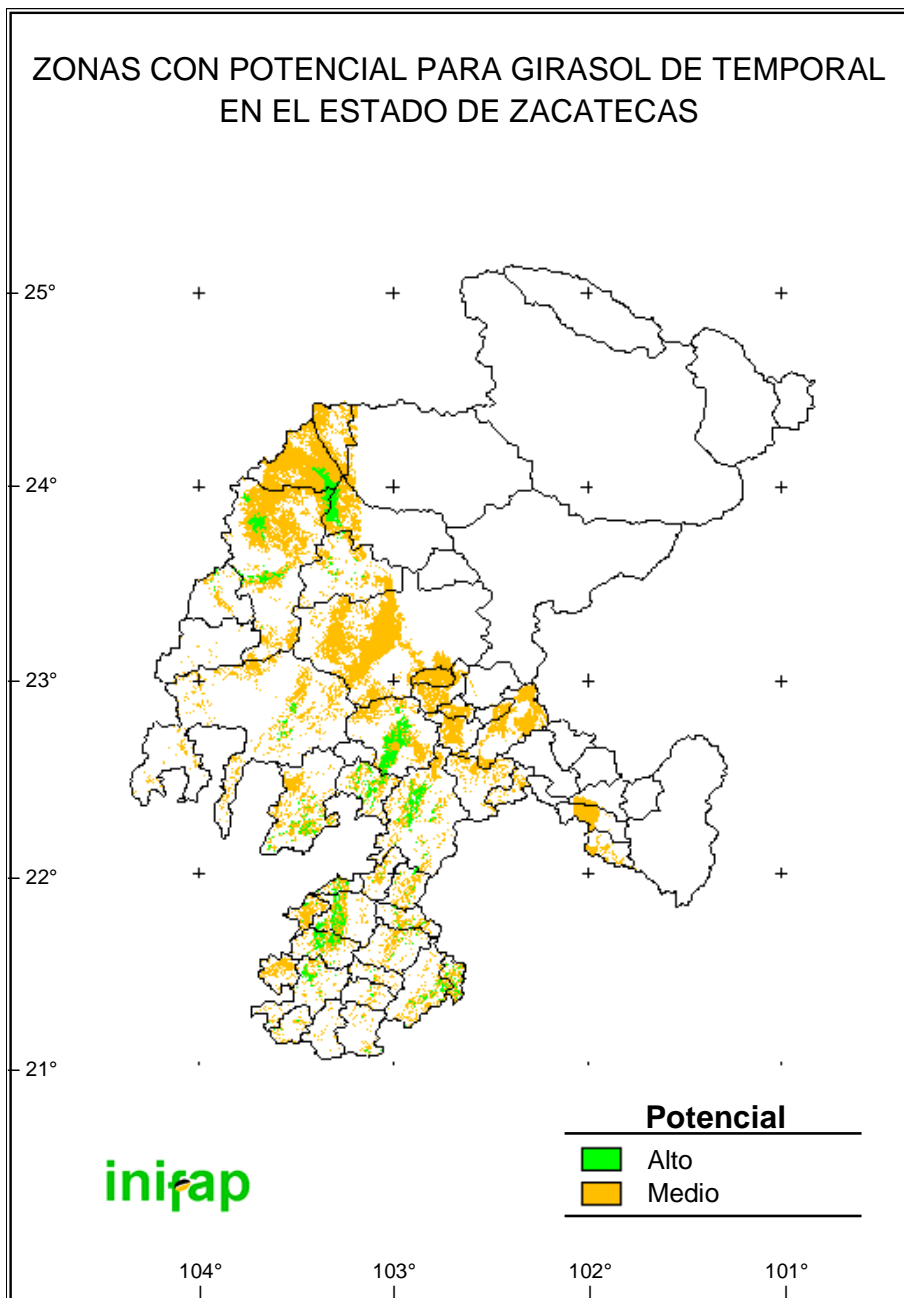 ZONAS CON POTENCIAL PARA GIRASOL DE TEMPORAL
EN EL ESTADO DE ZACATECAS
25°
24°
23°
22°
21°
Potencial
Alto
Medio
inifap
104°
103°
102°
101°